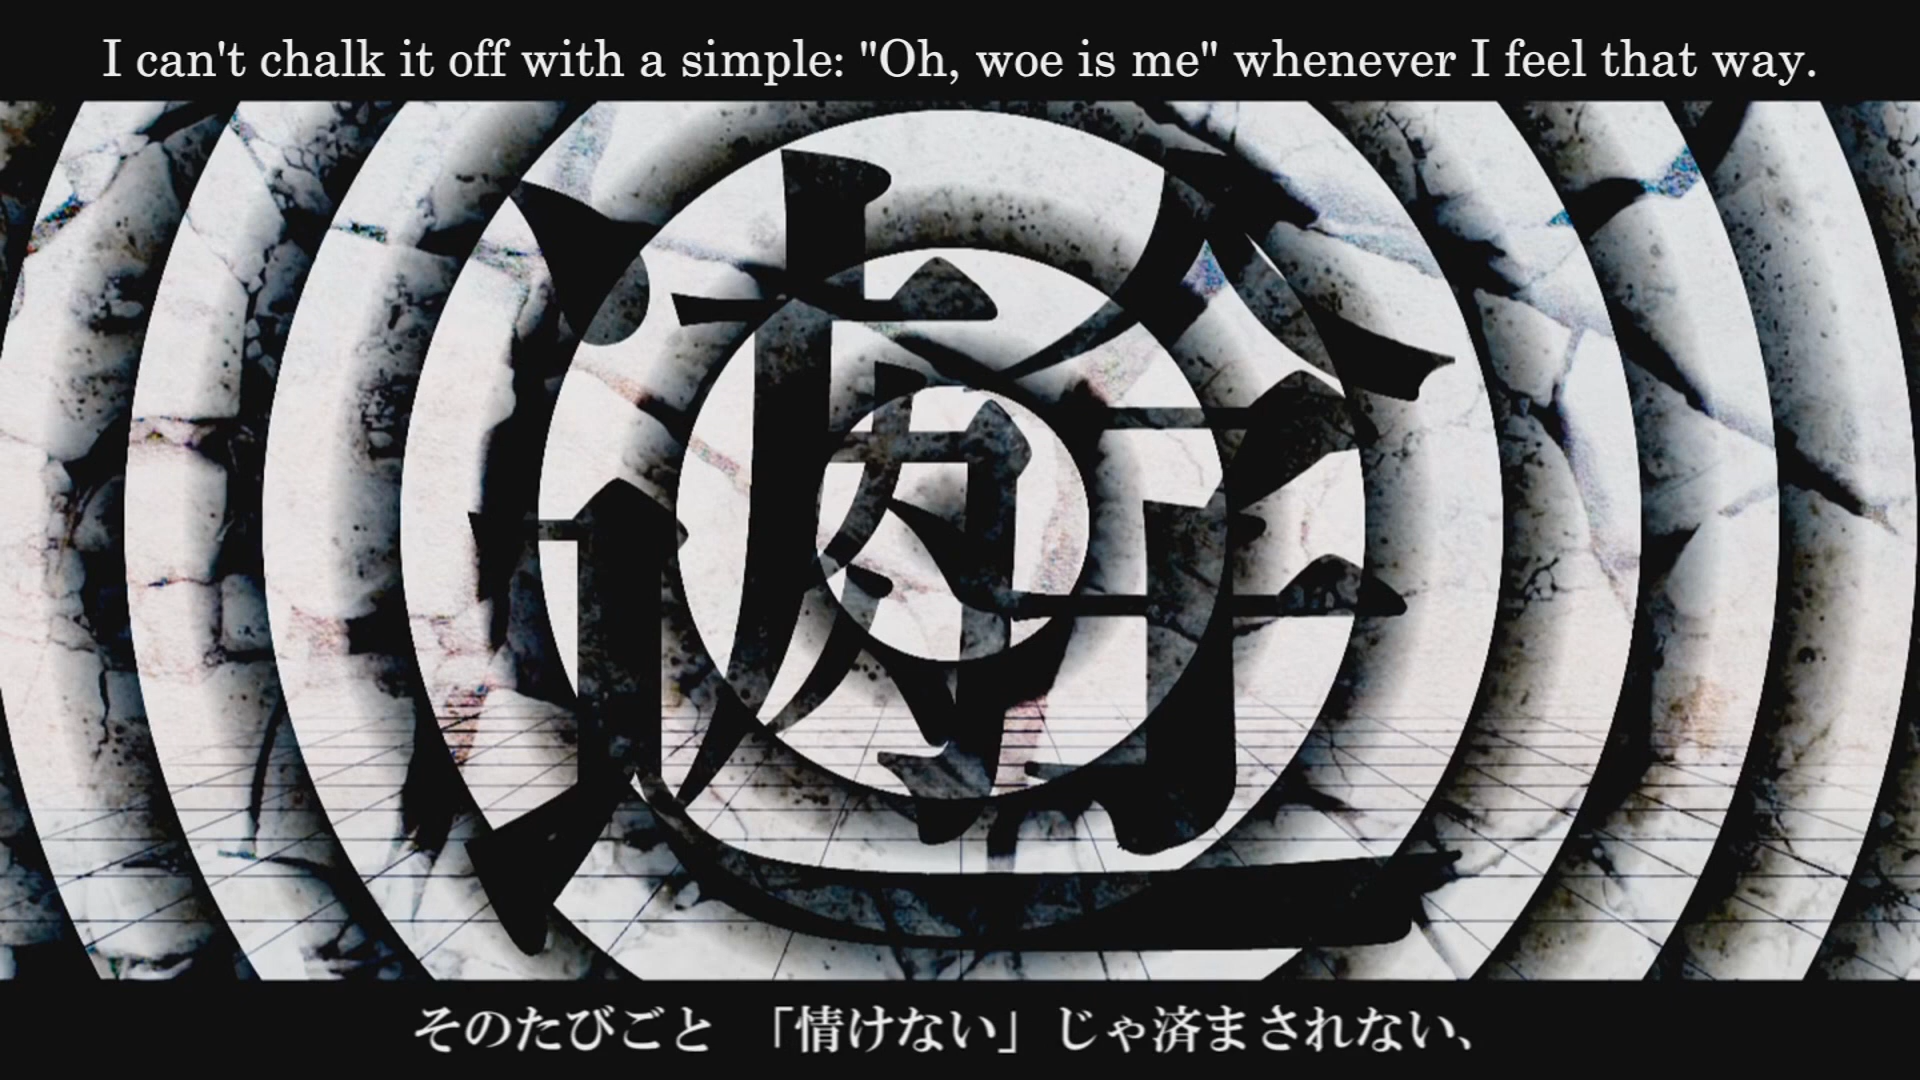 I can't chalk it off with a simple: "Oh, woe is me" whenever I feel that way.
そのたびごと 「情けない」じゃ済まされない、